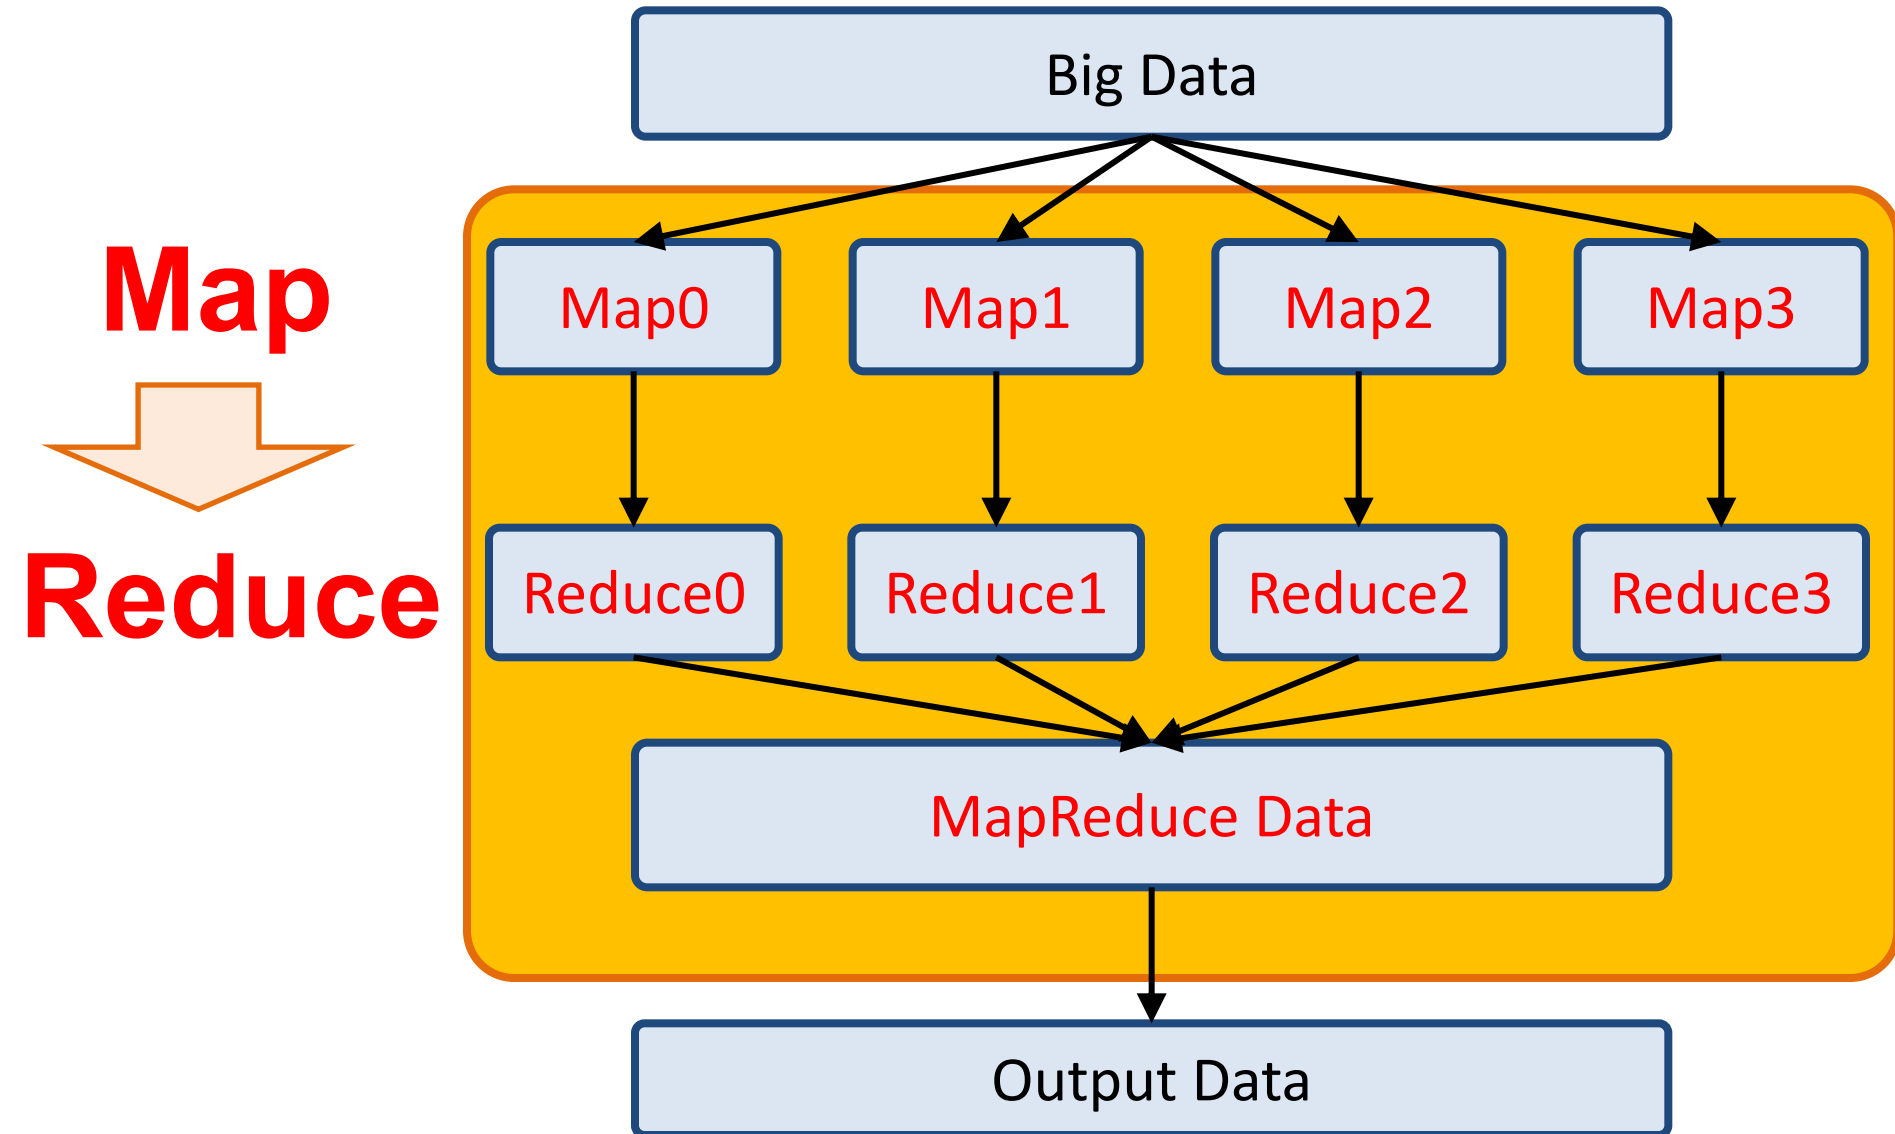 Big Data
Map
Map0
Map1
Map2
Map3
Reduce
Reduce0
Reduce1
Reduce2
Reduce3
MapReduce Data
Output Data